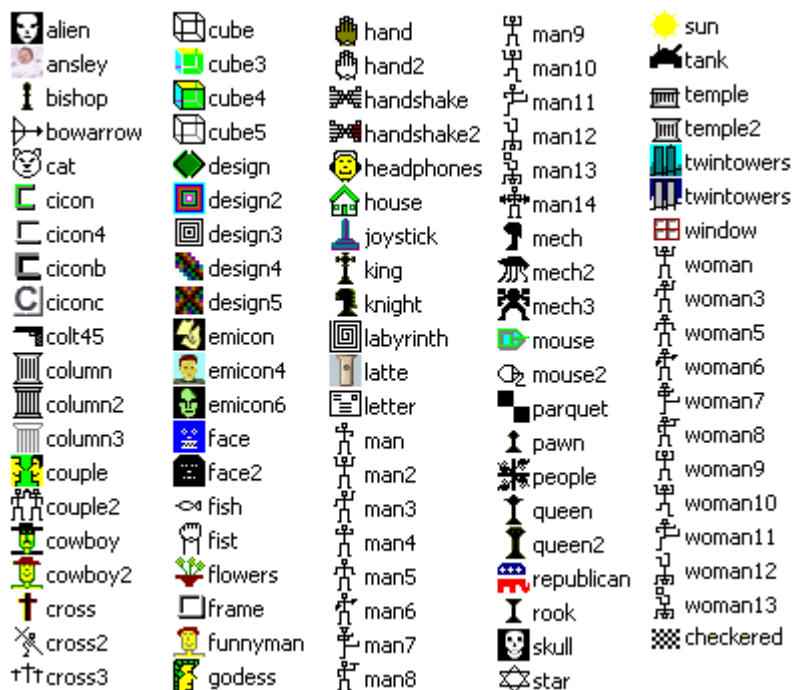 alien
ansley
bishop
bowarrow
cat
cicon
cicon4
ciconb
ciconc
colt45
column
column2
column3
couple
couple2
cowboy
cowboy2
cross
cross2
cross3
cube
cube3
cube4
cube5
design
design2
design3
design4
design5
emicon
emicon4
emicon6
face
face2
fish
fist
flowers
frame
funnyman
godess
hand
hand2
handshake
handshake2
headphones
house
joystick
king
knight
labyrinth
latte
letter
man
man2
man3
man4
man5
man6
man7
man8
man9
man10
man11
man12
man13
man14
mech
mech2
mech3
mouse
mouse2
parquet
pawn
people
queen
queen2
republican
rook
skull
star
sun
tank
temple
temple2
twintowers
twintowers
window
woman
woman3
woman5
woman6
woman7
woman8
woman9
woman10
woman11
woman12
woman13
checkered